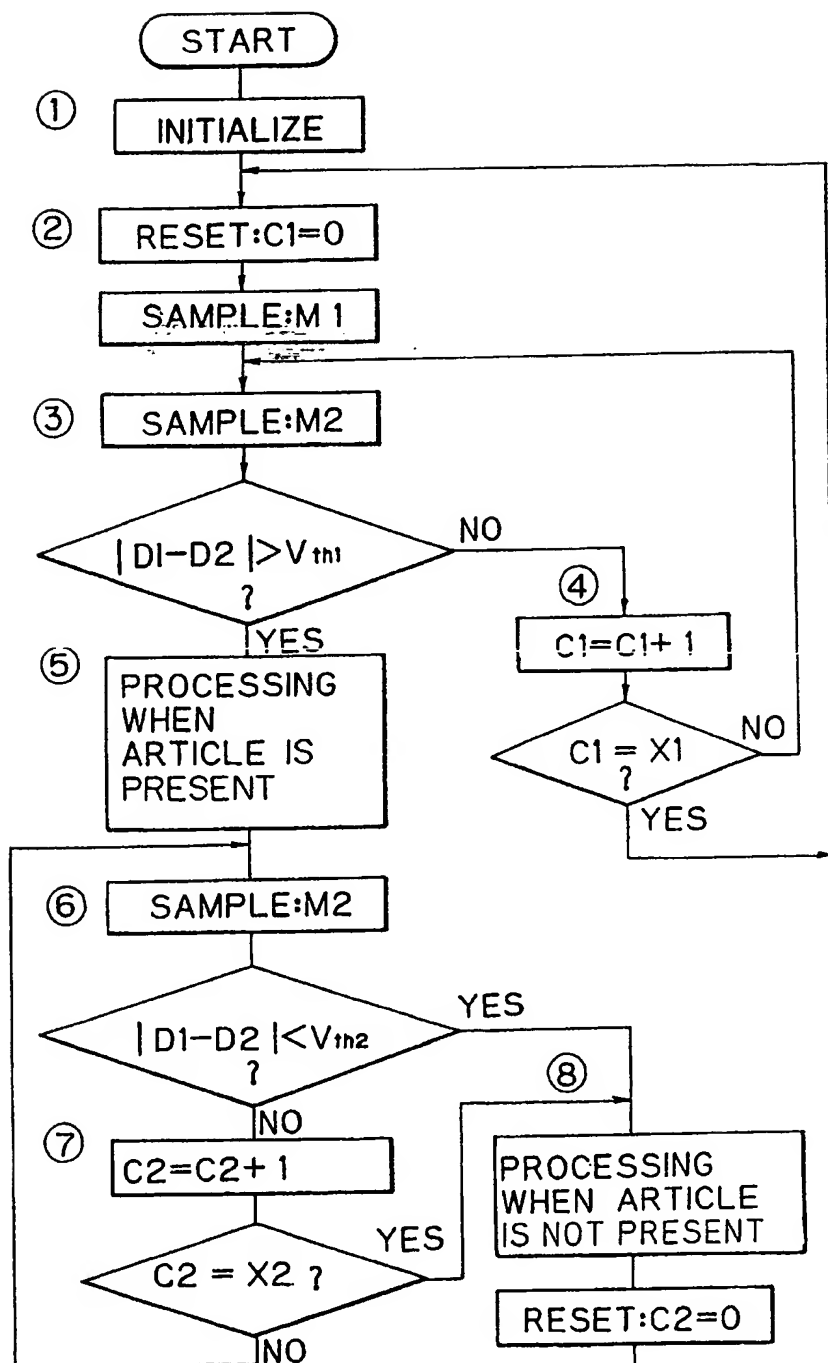 START
①
INITIALIZE
②
RESET:C1=0
SAMPLE:M1
③
SAMPLE:M2
|D1-D2|>Vth1
?
NO
YES
④
C1=C1+1
C1=X1
?
NO
YES
⑤
PROCESSING
WHEN
ARTICLE IS
PRESENT
⑥
SAMPLE:M2
|D1-D2|<Vth2
?
YES
NO
⑦
C2=C2+1
C2=X2 ?
YES
NO
⑧
PROCESSING
WHEN ARTICLE
IS NOT PRESENT
RESET:C2=0